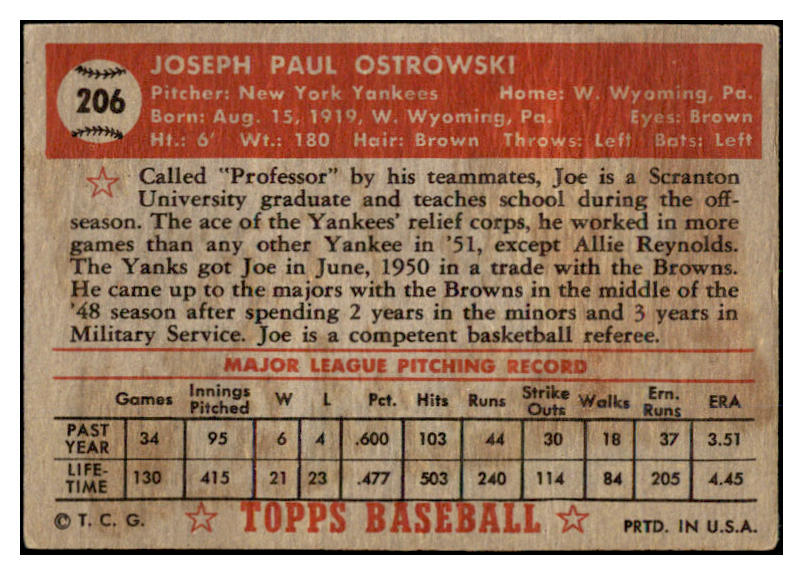 206
JOSEPH PAUL OSTROWSKI
Pitcher: New York Yankees Home: W. Wyoming, Pa.
Born: Aug. 15, 1919, W. Wyoming, Pa. Eyes: Brown
Ht.: 6' Wt.: 180 Hair: Brown Throws: Left Bats: Left
Called "Professor" by his teammates, Joe is a Scranton
University graduate and teaches school during the off-
season. The ace of the Yankees' relief corps, he worked in more
games than any other Yankee in '51, except Allie Reynolds.
The Yanks got Joe in June, 1950 in a trade with the Browns.
He came up to the majors with the Browns in the middle of the
'48 season after spending 2 years in the minors and 3 years in
Military Service. Joe is a competent basketball referee.
MAJOR LEAGUE PITCHING RECORD
Games Innings Pitched W L Pct. Hits Runs Strike Outs Walks Ern. Runs ERA
PAST YEAR 34 95 6 4 .600 103 44 30 18 37 3.51
LIFE-TIME 130 415 21 23 .477 503 240 114 84 205 4.45
© T. C. G. TOPPS BASEBALL PRTD. IN U.S.A.